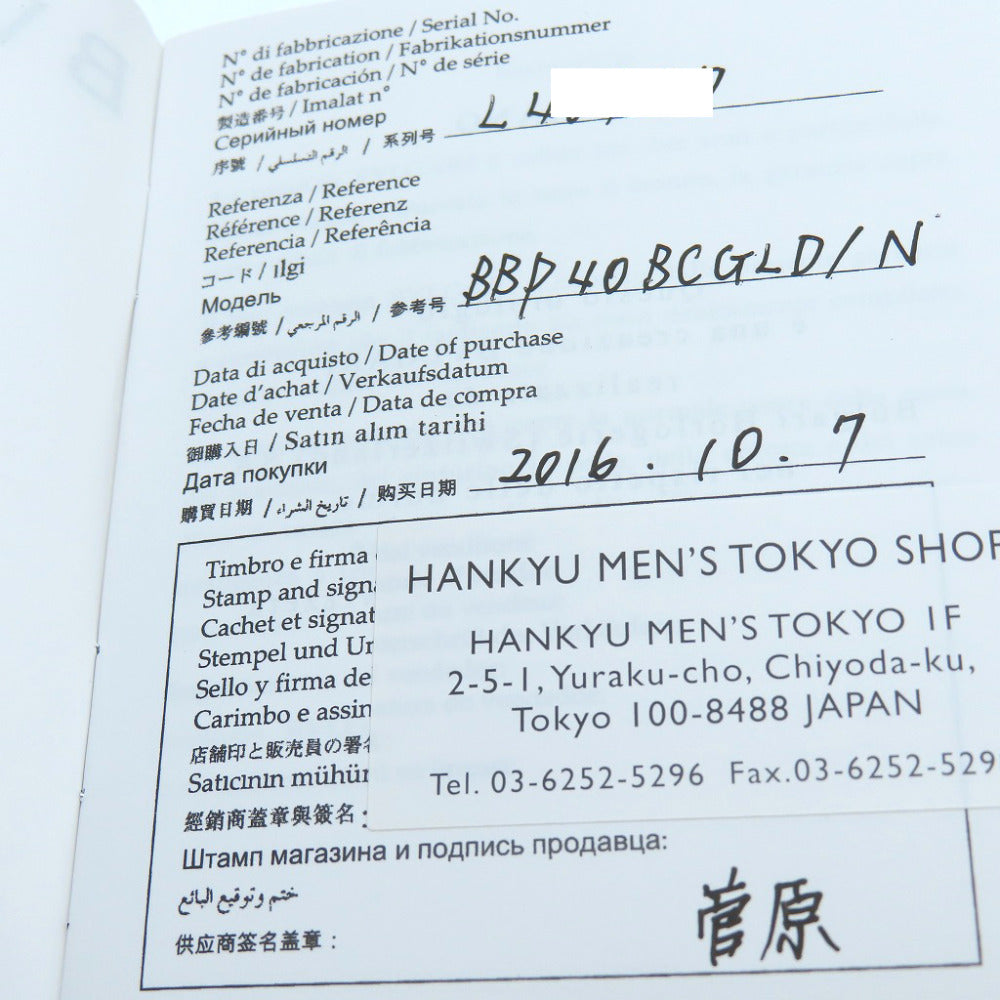 N° di fabbricazione / Serial No.
N° de fabrication / Fabrikationsnummer
N° de fabricación / N° de série
製造番号 / Imalat n°
Серийный номер
序號 / الرقم التسلسلي / 系列号
L 4
Referenza / Reference
Référence / Referenz
Referencia / Referência
コード / Ilgi
Модель
參考編號 / الرقم المرجعي / 参考号 BBP40BCGLD/N
Data di acquisto / Date of purchase
Date d'achat / Verkaufsdatum
Fecha de venta / Data de compra
御購入日 / Satın alım tarihi
Дата покупки
購買日期 / تاريخ الشراء / 购买日期 2016.10.7
Timbro e firma
Stamp and signa
Cachet et signat
Stempel und Un
Sello y firma de
Carimbo e assin
店舗印と販売員の署名
Satıcının mühür
經銷商蓋章與簽名
Штамп магазина и подпись продавца:
ختم وتوقيع البائع
供应商签名盖章：
HANKYU MEN'S TOKYO SHOP
HANKYU MEN'S TOKYO 1F
2-5-1, Yuraku-cho, Chiyoda-ku,
Tokyo 100-8488 JAPAN
Tel. 03-6252-5296 Fax.03-6252-529
菅原